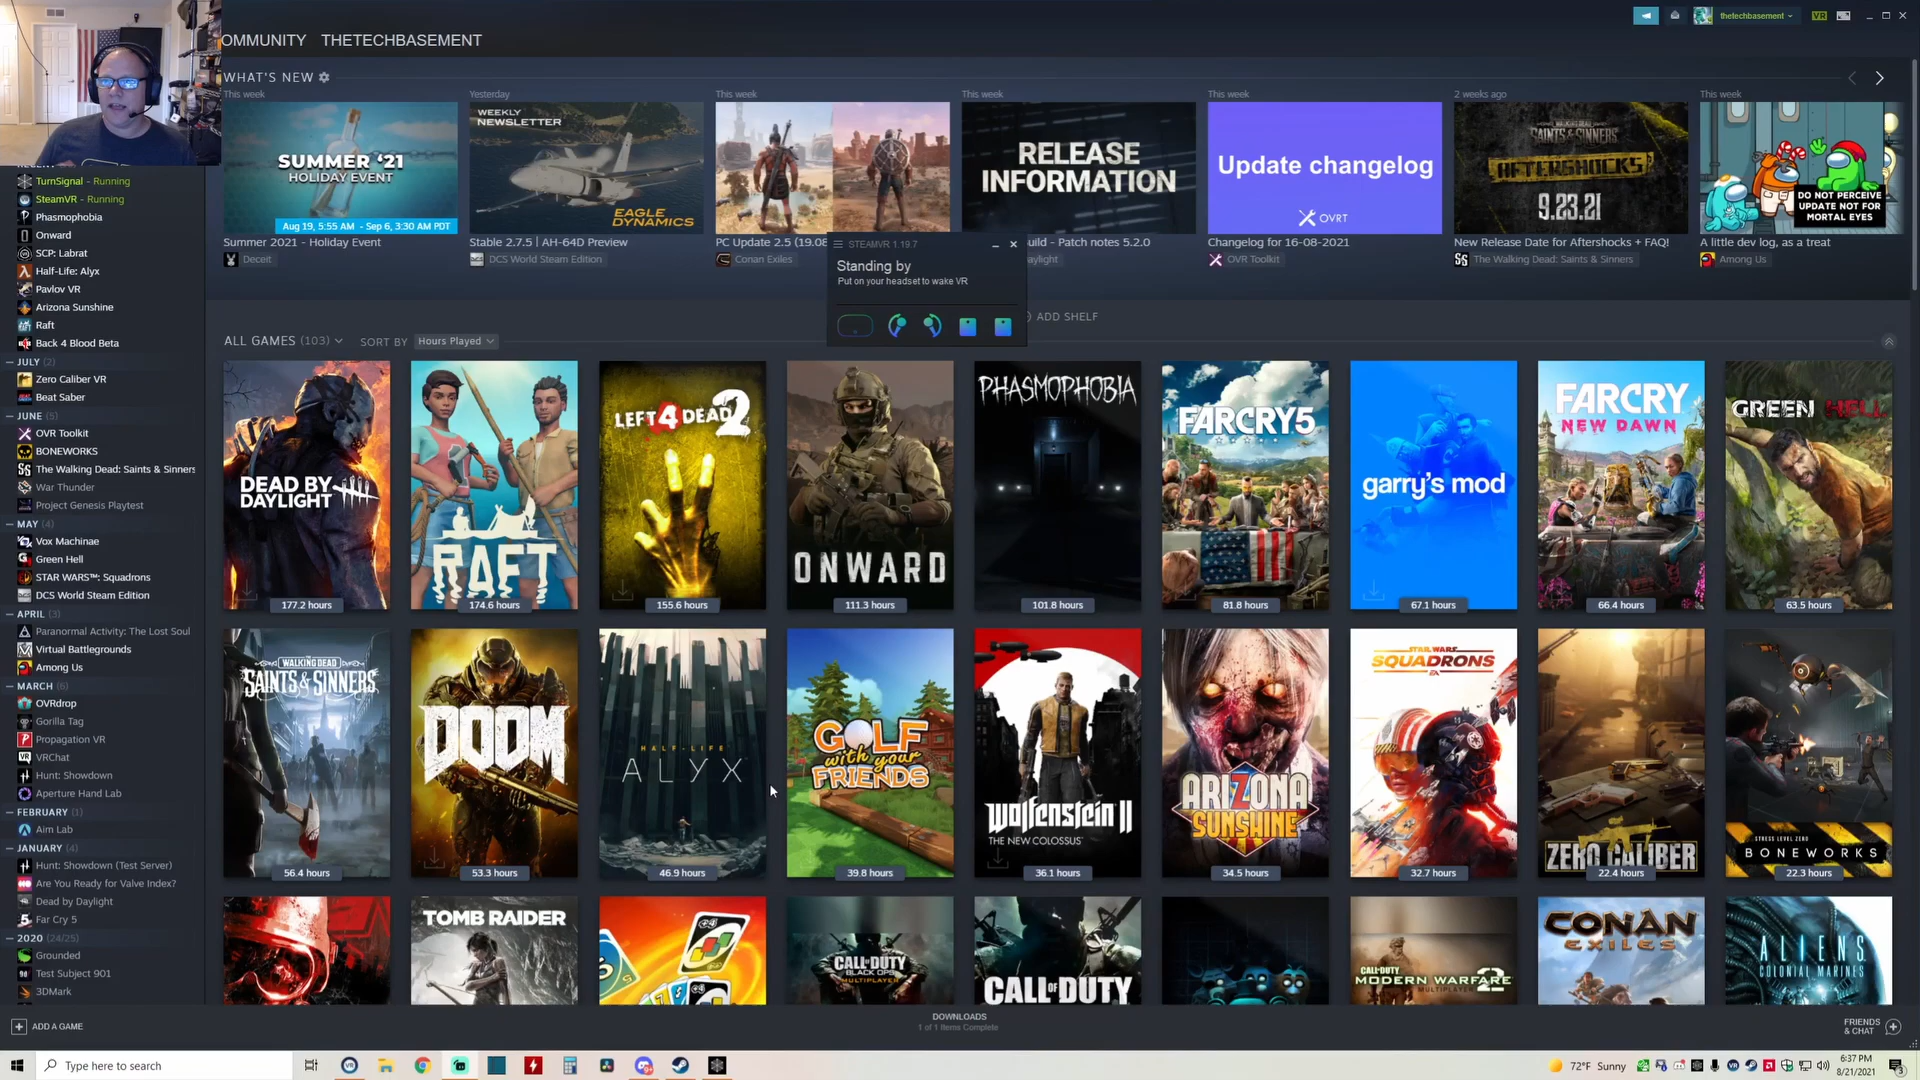 OMMUNITY THETECHBASEMENT
thetechbasement
VR
WHAT'S NEW
This week
SUMMER '21
HOLIDAY EVENT
Aug 19, 5:55 AM - Sep 6, 3:30 AM PDT
Summer 2021 - Holiday Event
Deceit
Yesterday
WEEKLY
NEWSLETTER
EAGLE
DYNAMICS
Stable 2.7.5 | AH-64D Preview
DCS World Steam Edition
This week
PC Update 2.5 (19.08
Conan Exiles
This week
RELEASE
INFORMATION
uild - Patch notes 5.2.0
aylight
This week
Update changelog
OVRT
Changelog for 16-08-2021
OVR Toolkit
2 weeks ago
SAINTS & SINNERS
AFTERSHOCKS
9.23.21
New Release Date for Aftershocks + FAQ!
The Walking Dead: Saints & Sinners
This week
DO NOT PERCEIVE
UPDATE NOT FOR
MORTAL EYES
A little dev log, as a treat
Among Us
STEAMVR 1.19.7
Standing by
Put on your headset to wake VR
ADD SHELF
RECENT
TurnSignal - Running
SteamVR - Running
Phasmophobia
Onward
SCP: Labrat
Half-Life: Alyx
Pavlov VR
Arizona Sunshine
Raft
Back 4 Blood Beta
JULY (2)
Zero Caliber VR
Beat Saber
JUNE (5)
OVR Toolkit
BONEWORKS
The Walking Dead: Saints & Sinners
War Thunder
Project Genesis Playtest
MAY (4)
Vox Machinae
Green Hell
STAR WARS™: Squadrons
DCS World Steam Edition
APRIL (3)
Paranormal Activity: The Lost Soul
Virtual Battlegrounds
Among Us
MARCH (6)
OVRdrop
Gorilla Tag
Propagation VR
VRChat
Hunt: Showdown
Aperture Hand Lab
FEBRUARY (1)
Aim Lab
JANUARY (4)
Hunt: Showdown (Test Server)
Are You Ready for Valve Index?
Dead by Daylight
Far Cry 5
2020 (24/25)
Grounded
Test Subject 901
3DMark
ALL GAMES (103) SORT BY Hours Played
DEAD BY
DAYLIGHT
177.2 hours
RAFT
174.6 hours
LEFT 4 DEAD 2
155.6 hours
ONWARD
111.3 hours
PHASMOPHOBIA
101.8 hours
FARCRY5
81.8 hours
garry's mod
67.1 hours
FARCRY
NEW DAWN
66.4 hours
GREEN HELL
63.5 hours
THE WALKING DEAD
SAINTS & SINNERS
56.4 hours
DOOM
53.3 hours
HALF-LIFE
ALYX
46.9 hours
GOLF
with your
FRIENDS
39.8 hours
Wolfenstein II
THE NEW COLOSSUS
36.1 hours
ARIZONA
SUNSHINE
34.5 hours
STAR WARS
SQUADRONS
EA
32.7 hours
ZERO CALIBER
22.4 hours
STRESS LEVEL ZERO
BONEWORKS
22.3 hours
TOMB RAIDER
CALL OF DUTY
BLACK OPS
MULTIPLAYER
CALL OF DUTY
CALL OF DUTY
MODERN WARFARE 2
MULTIPLAYER
CONAN
EXILES
ALIENS
COLONIAL MARINES
ADD A GAME
DOWNLOADS
1 of 1 Items Complete
FRIENDS
& CHAT
Type here to search
72°F Sunny
6:37 PM
8/21/2021